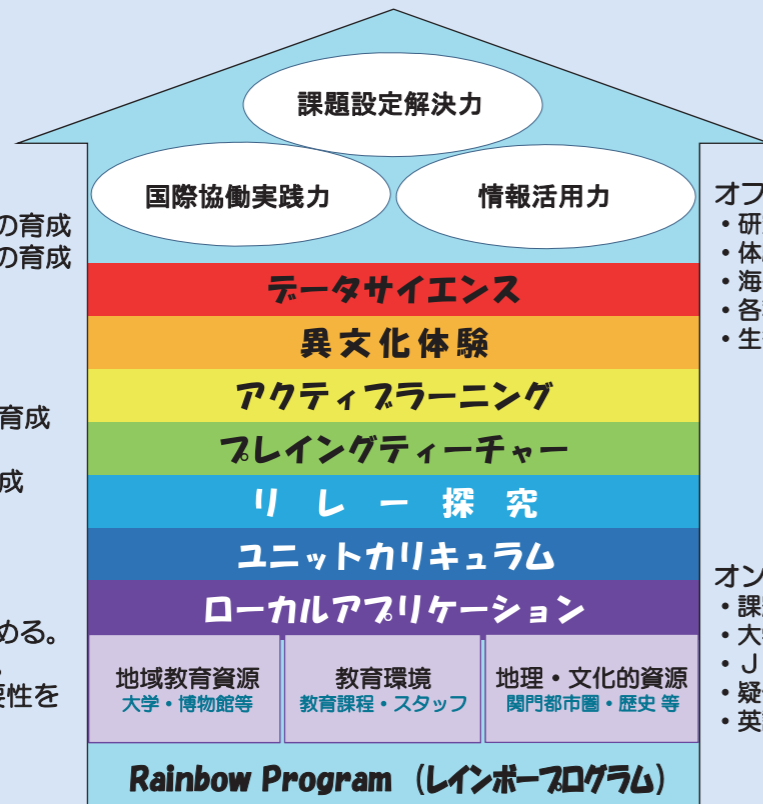 課題設定解決力
国際協働実践力
情報活用力
の育成
の育成
育成
成
める。
要性を
オフ
・研
・体
・海
・各
・生
データサイエンス
異文化体験
アクティブラーニング
プレイングティーチャー
リレー探究
ユニットカリキュラム
ローカルアプリケーション
地域教育資源
大学・博物館等
教育環境
教育課程・スタッフ
地理・文化的資源
関門都市圏・歴史 等
オン
・課
・大
・J
・疑
・英
Rainbow Program (レインボープログラム)